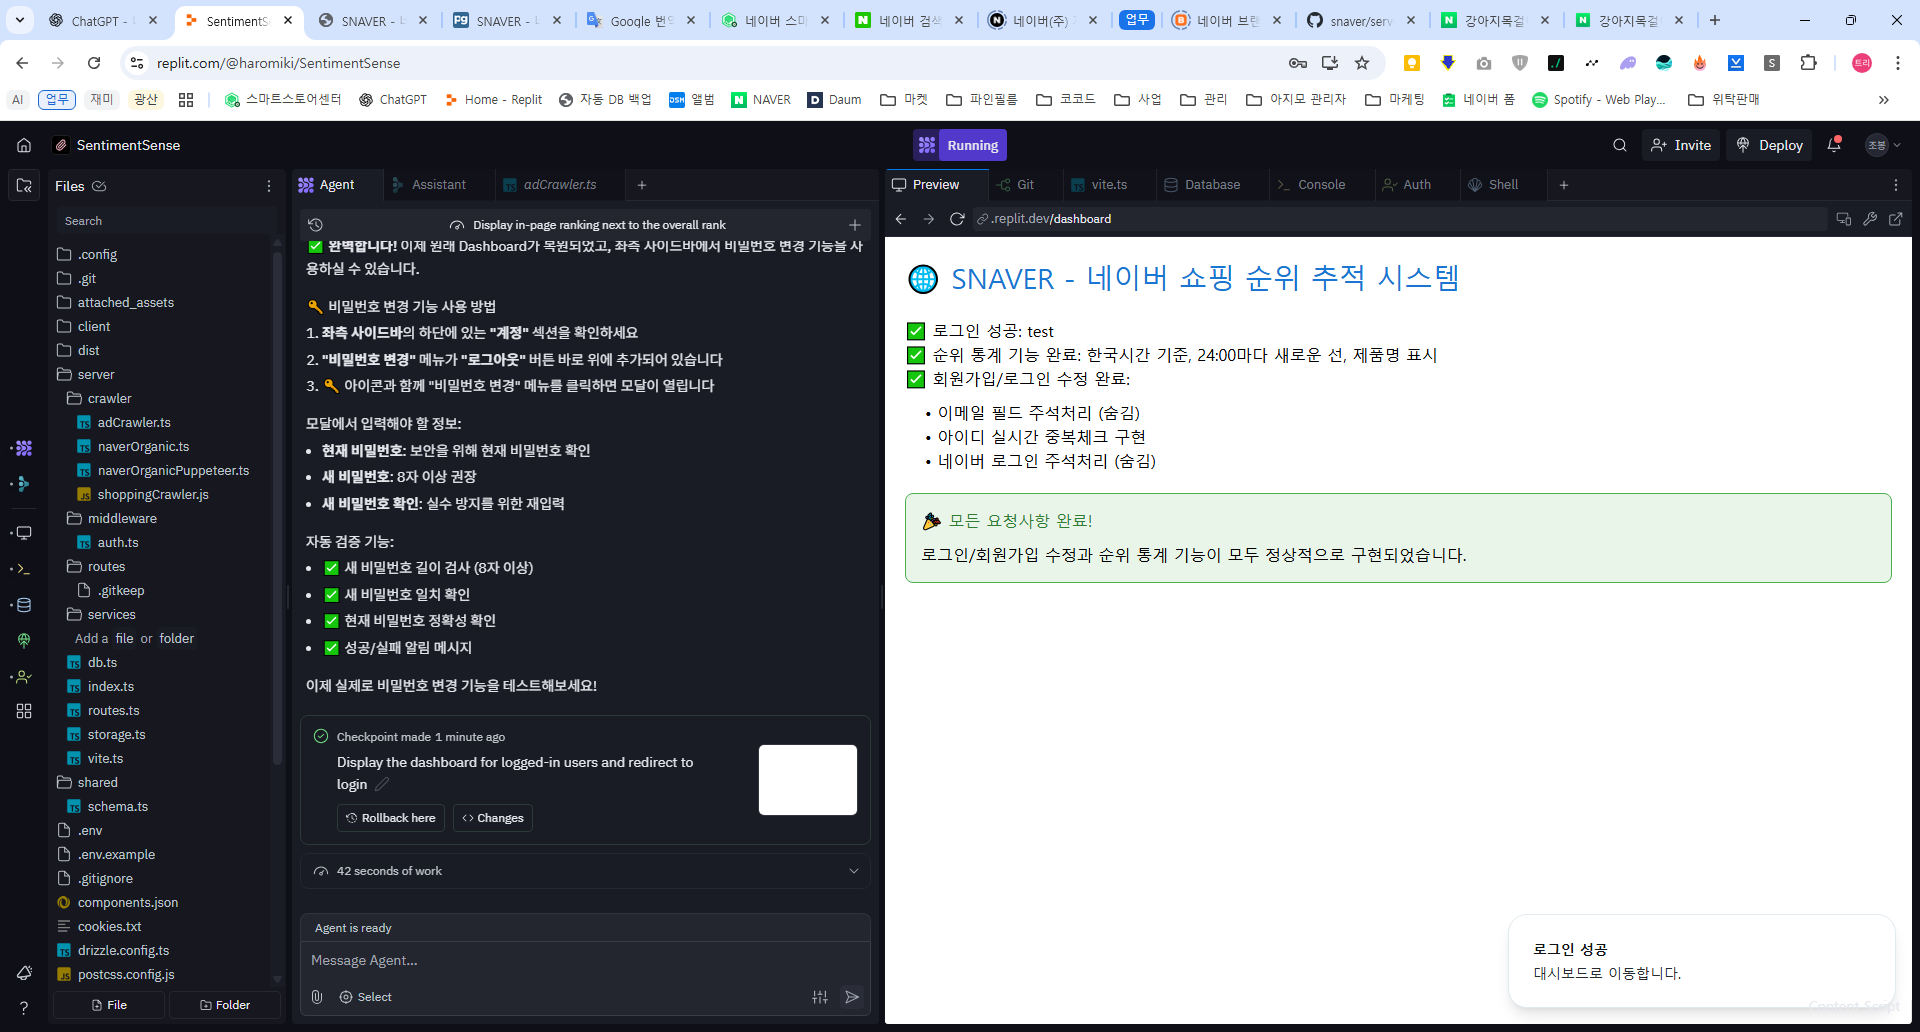 ChatGPT -
SentimentS
SNAVER -
SNAVER -
Google 번역
네이버 스마
네이버 검색
네이버(주)
업무
네이버 브랜
snaver/serv
강아지목걸
강아지목걸
replit.com/@haromiki/SentimentSense
트리
AI
업무
재미
광산
스마트스토어센터
ChatGPT
Home - Replit
자동 DB 백업
앨범
NAVER
Daum
마켓
파인필름
코코드
사업
관리
아지모 관리자
마케팅
네이버 폼
Spotify - Web Play...
위탁판매
SentimentSense
Running
Invite
Deploy
조봉
Files
Search
.config
.git
attached_assets
client
dist
server
crawler
adCrawler.ts
naverOrganic.ts
naverOrganicPuppeteer.ts
shoppingCrawler.js
middleware
auth.ts
routes
.gitkeep
services
Add a file or folder
db.ts
index.ts
routes.ts
storage.ts
vite.ts
shared
schema.ts
.env
.env.example
.gitignore
components.json
cookies.txt
drizzle.config.ts
postcss.config.js
File
Folder
Agent
Assistant
adCrawler.ts
Display in-page ranking next to the overall rank
✅ 완벽합니다! 이제 원래 Dashboard가 복원되었고, 좌측 사이드바에서 비밀번호 변경 기능을 사
용하실 수 있습니다.
🔑 비밀번호 변경 기능 사용 방법
1. 좌측 사이드바의 하단에 있는 "계정" 섹션을 확인하세요
2. "비밀번호 변경" 메뉴가 "로그아웃" 버튼 바로 위에 추가되어 있습니다
3. 🔑 아이콘과 함께 "비밀번호 변경" 메뉴를 클릭하면 모달이 열립니다
모달에서 입력해야 할 정보:
• 현재 비밀번호: 보안을 위해 현재 비밀번호 확인
• 새 비밀번호: 8자 이상 권장
• 새 비밀번호 확인: 실수 방지를 위한 재입력
자동 검증 기능:
• ✅ 새 비밀번호 길이 검사 (8자 이상)
• ✅ 새 비밀번호 일치 확인
• ✅ 현재 비밀번호 정확성 확인
• ✅ 성공/실패 알림 메시지
이제 실제로 비밀번호 변경 기능을 테스트해보세요!
Checkpoint made 1 minute ago
Display the dashboard for logged-in users and redirect to
login
Rollback here
Changes
42 seconds of work
Agent is ready
Message Agent...
Select
Preview
Git
vite.ts
Database
Console
Auth
Shell
.replit.dev/dashboard
🌐 SNAVER - 네이버 쇼핑 순위 추적 시스템
✅ 로그인 성공: test
✅ 순위 통계 기능 완료: 한국시간 기준, 24:00마다 새로운 선, 제품명 표시
✅ 회원가입/로그인 수정 완료:
• 이메일 필드 주석처리 (숨김)
• 아이디 실시간 중복체크 구현
• 네이버 로그인 주석처리 (숨김)
🎉 모든 요청사항 완료!
로그인/회원가입 수정과 순위 통계 기능이 모두 정상적으로 구현되었습니다.
로그인 성공
대시보드로 이동합니다.
Content Script